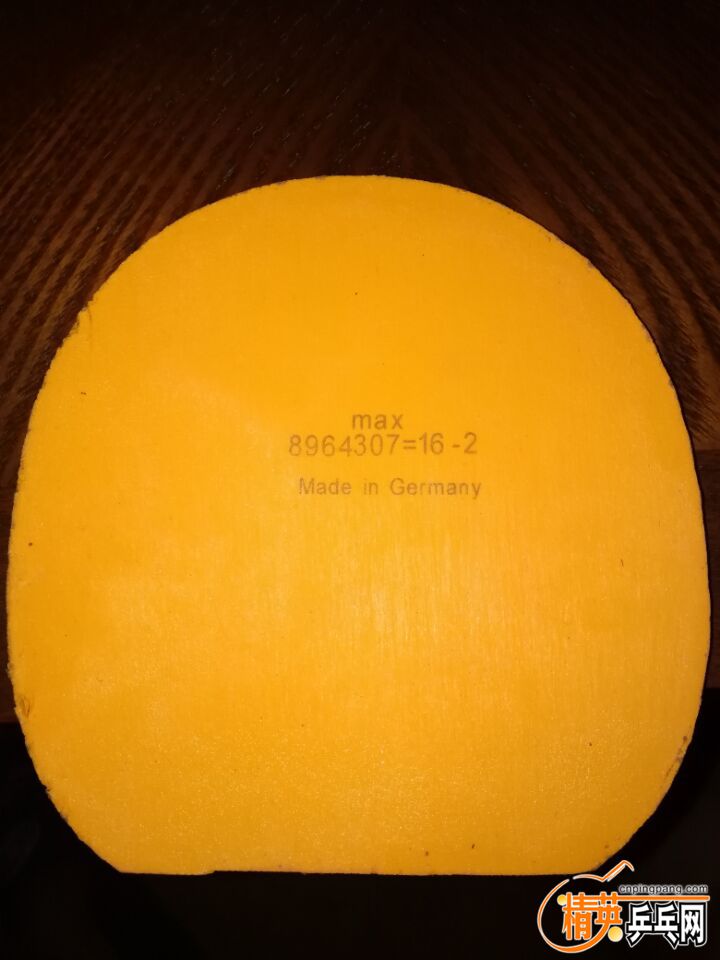 max
8964307=16-2
Made in Germany
cnpingpang.com
精英乒乓网